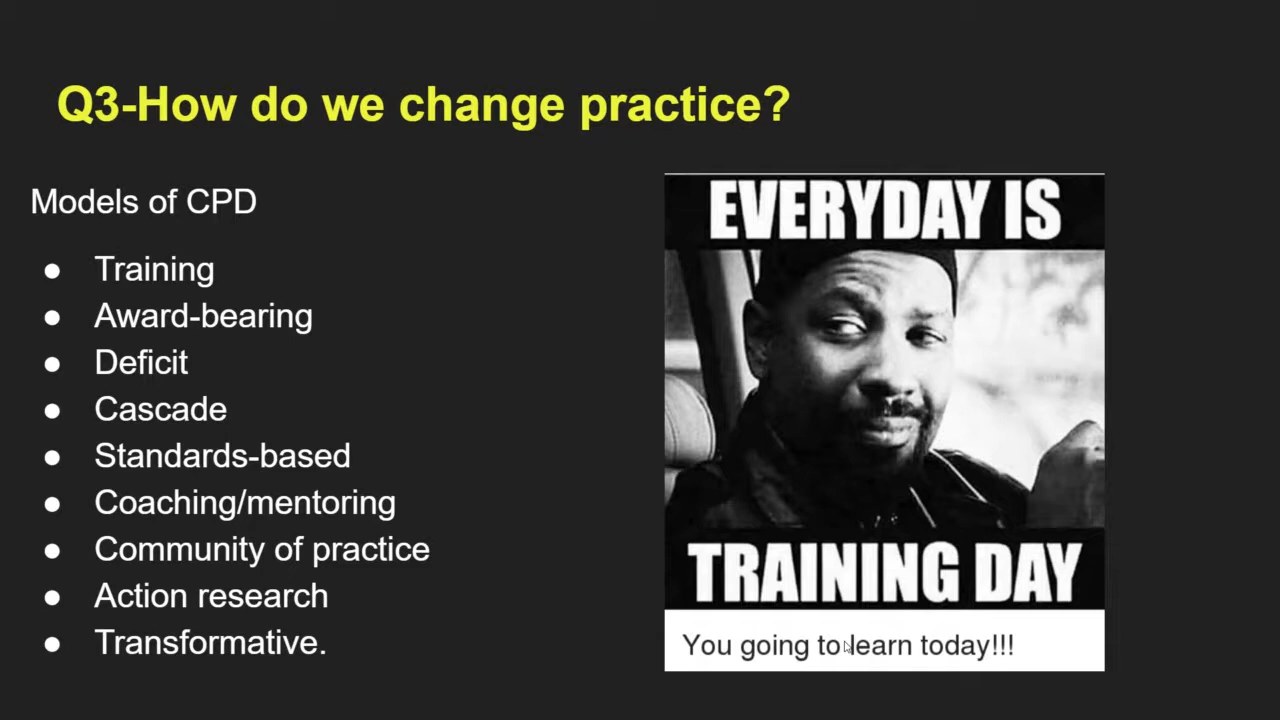 Q3-How do we change practice?
Models of CPD
● Training
● Award-bearing
● Deficit
● Cascade
● Standards-based
● Coaching/mentoring
● Community of practice
● Action research
● Transformative.
EVERYDAY IS
TRAINING DAY
You going to learn today!!!